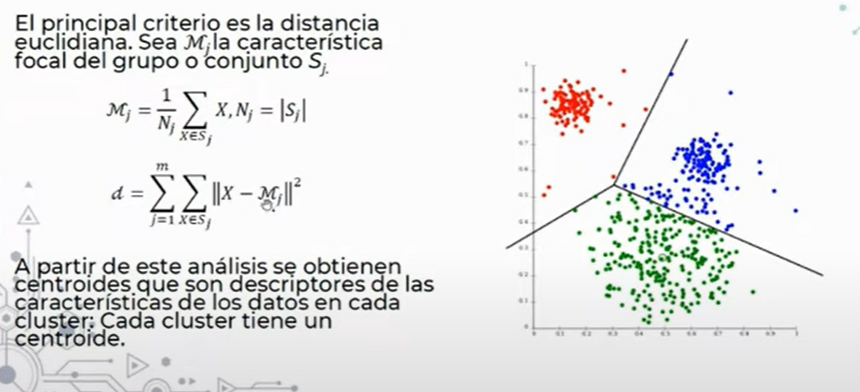 El principal criterio es la distancia
euclidiana. Sea ℳj la característica
focal del grupo o conjunto Sj.
ℳj = 1/Nj ∑X∈Sj X, Nj = |Sj|
d = ∑j=1m ∑X∈Sj ‖X − ℳj‖²
A partir de este análisis se obtienen
centroides que son descriptores de las
características de los datos en cada
cluster: Cada cluster tiene un
centroide.